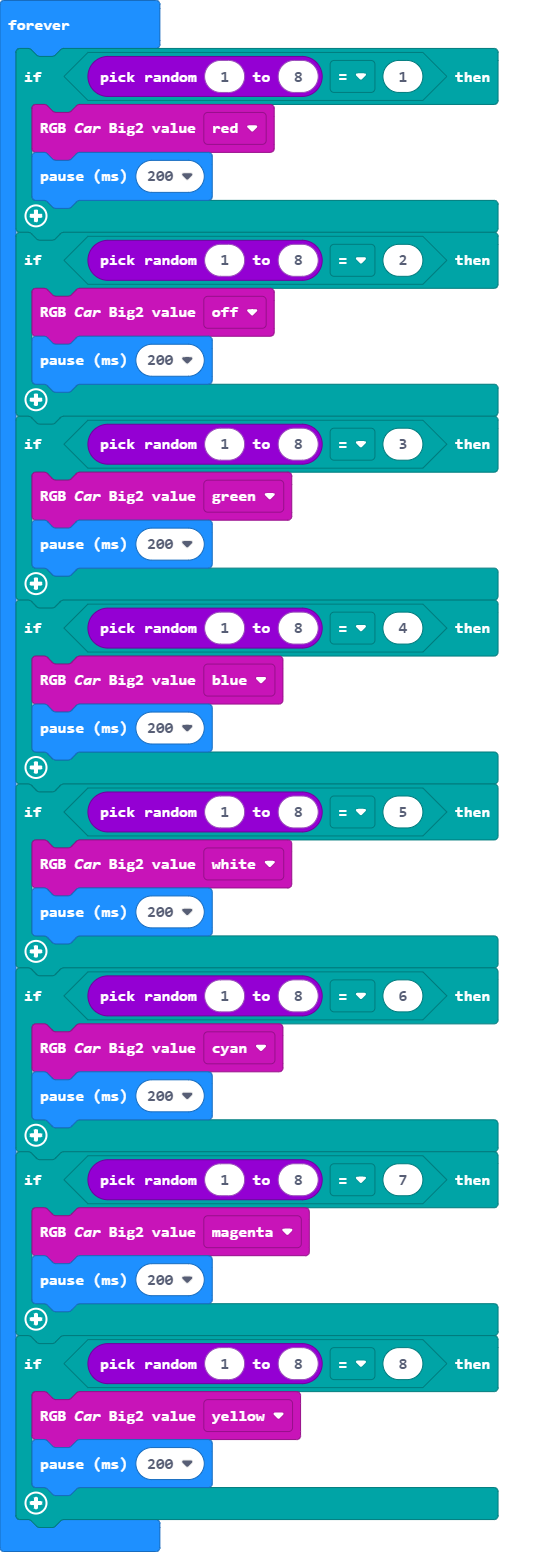 forever
if pick random 1 to 8 = 1 then
RGB Car Big2 value red
pause (ms) 200
if pick random 1 to 8 = 2 then
RGB Car Big2 value off
pause (ms) 200
if pick random 1 to 8 = 3 then
RGB Car Big2 value green
pause (ms) 200
if pick random 1 to 8 = 4 then
RGB Car Big2 value blue
pause (ms) 200
if pick random 1 to 8 = 5 then
RGB Car Big2 value white
pause (ms) 200
if pick random 1 to 8 = 6 then
RGB Car Big2 value cyan
pause (ms) 200
if pick random 1 to 8 = 7 then
RGB Car Big2 value magenta
pause (ms) 200
if pick random 1 to 8 = 8 then
RGB Car Big2 value yellow
pause (ms) 200